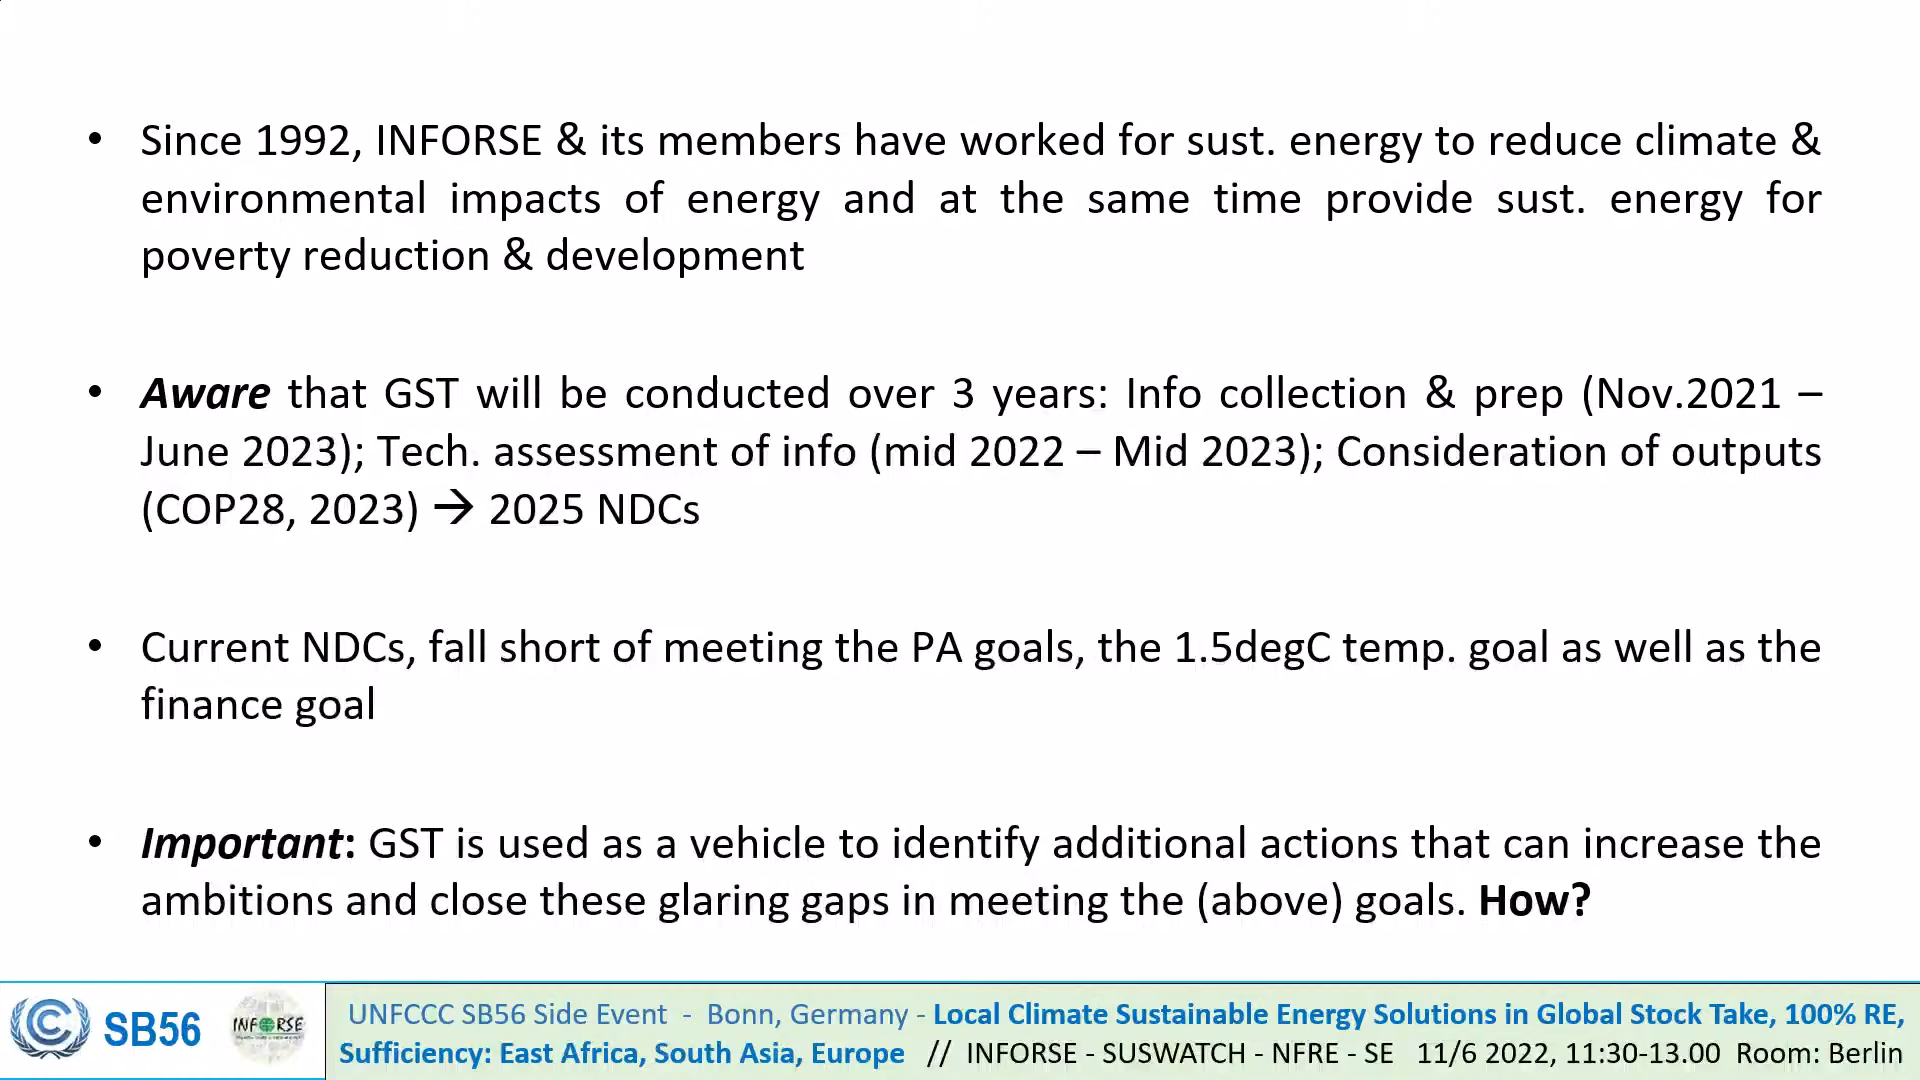 • Since 1992, INFORSE & its members have worked for sust. energy to reduce climate &
environmental impacts of energy and at the same time provide sust. energy for
poverty reduction & development
• Aware that GST will be conducted over 3 years: Info collection & prep (Nov.2021 –
June 2023); Tech. assessment of info (mid 2022 – Mid 2023); Consideration of outputs
(COP28, 2023) → 2025 NDCs
• Current NDCs, fall short of meeting the PA goals, the 1.5degC temp. goal as well as the
finance goal
• Important: GST is used as a vehicle to identify additional actions that can increase the
ambitions and close these glaring gaps in meeting the (above) goals. How?
SB56
INFORSE
UNFCCC SB56 Side Event - Bonn, Germany - Local Climate Sustainable Energy Solutions in Global Stock Take, 100% RE,
Sufficiency: East Africa, South Asia, Europe // INFORSE - SUSWATCH - NFRE - SE 11/6 2022, 11:30-13.00 Room: Berlin